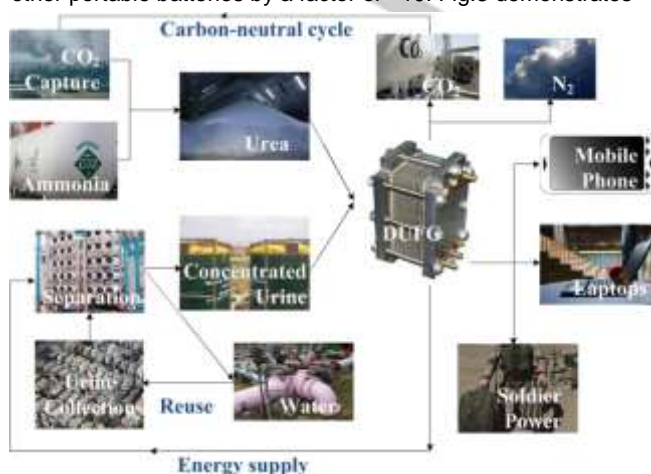 Carbon-neutral cycle
CO2
Capture
CO2
N2
Urea
Ammonia
Mobile
Phone
DUFC
Concentrated
Urine
Separation
Laptops
Urine
Collection
Reuse
Water
Soldier
Power
Energy supply